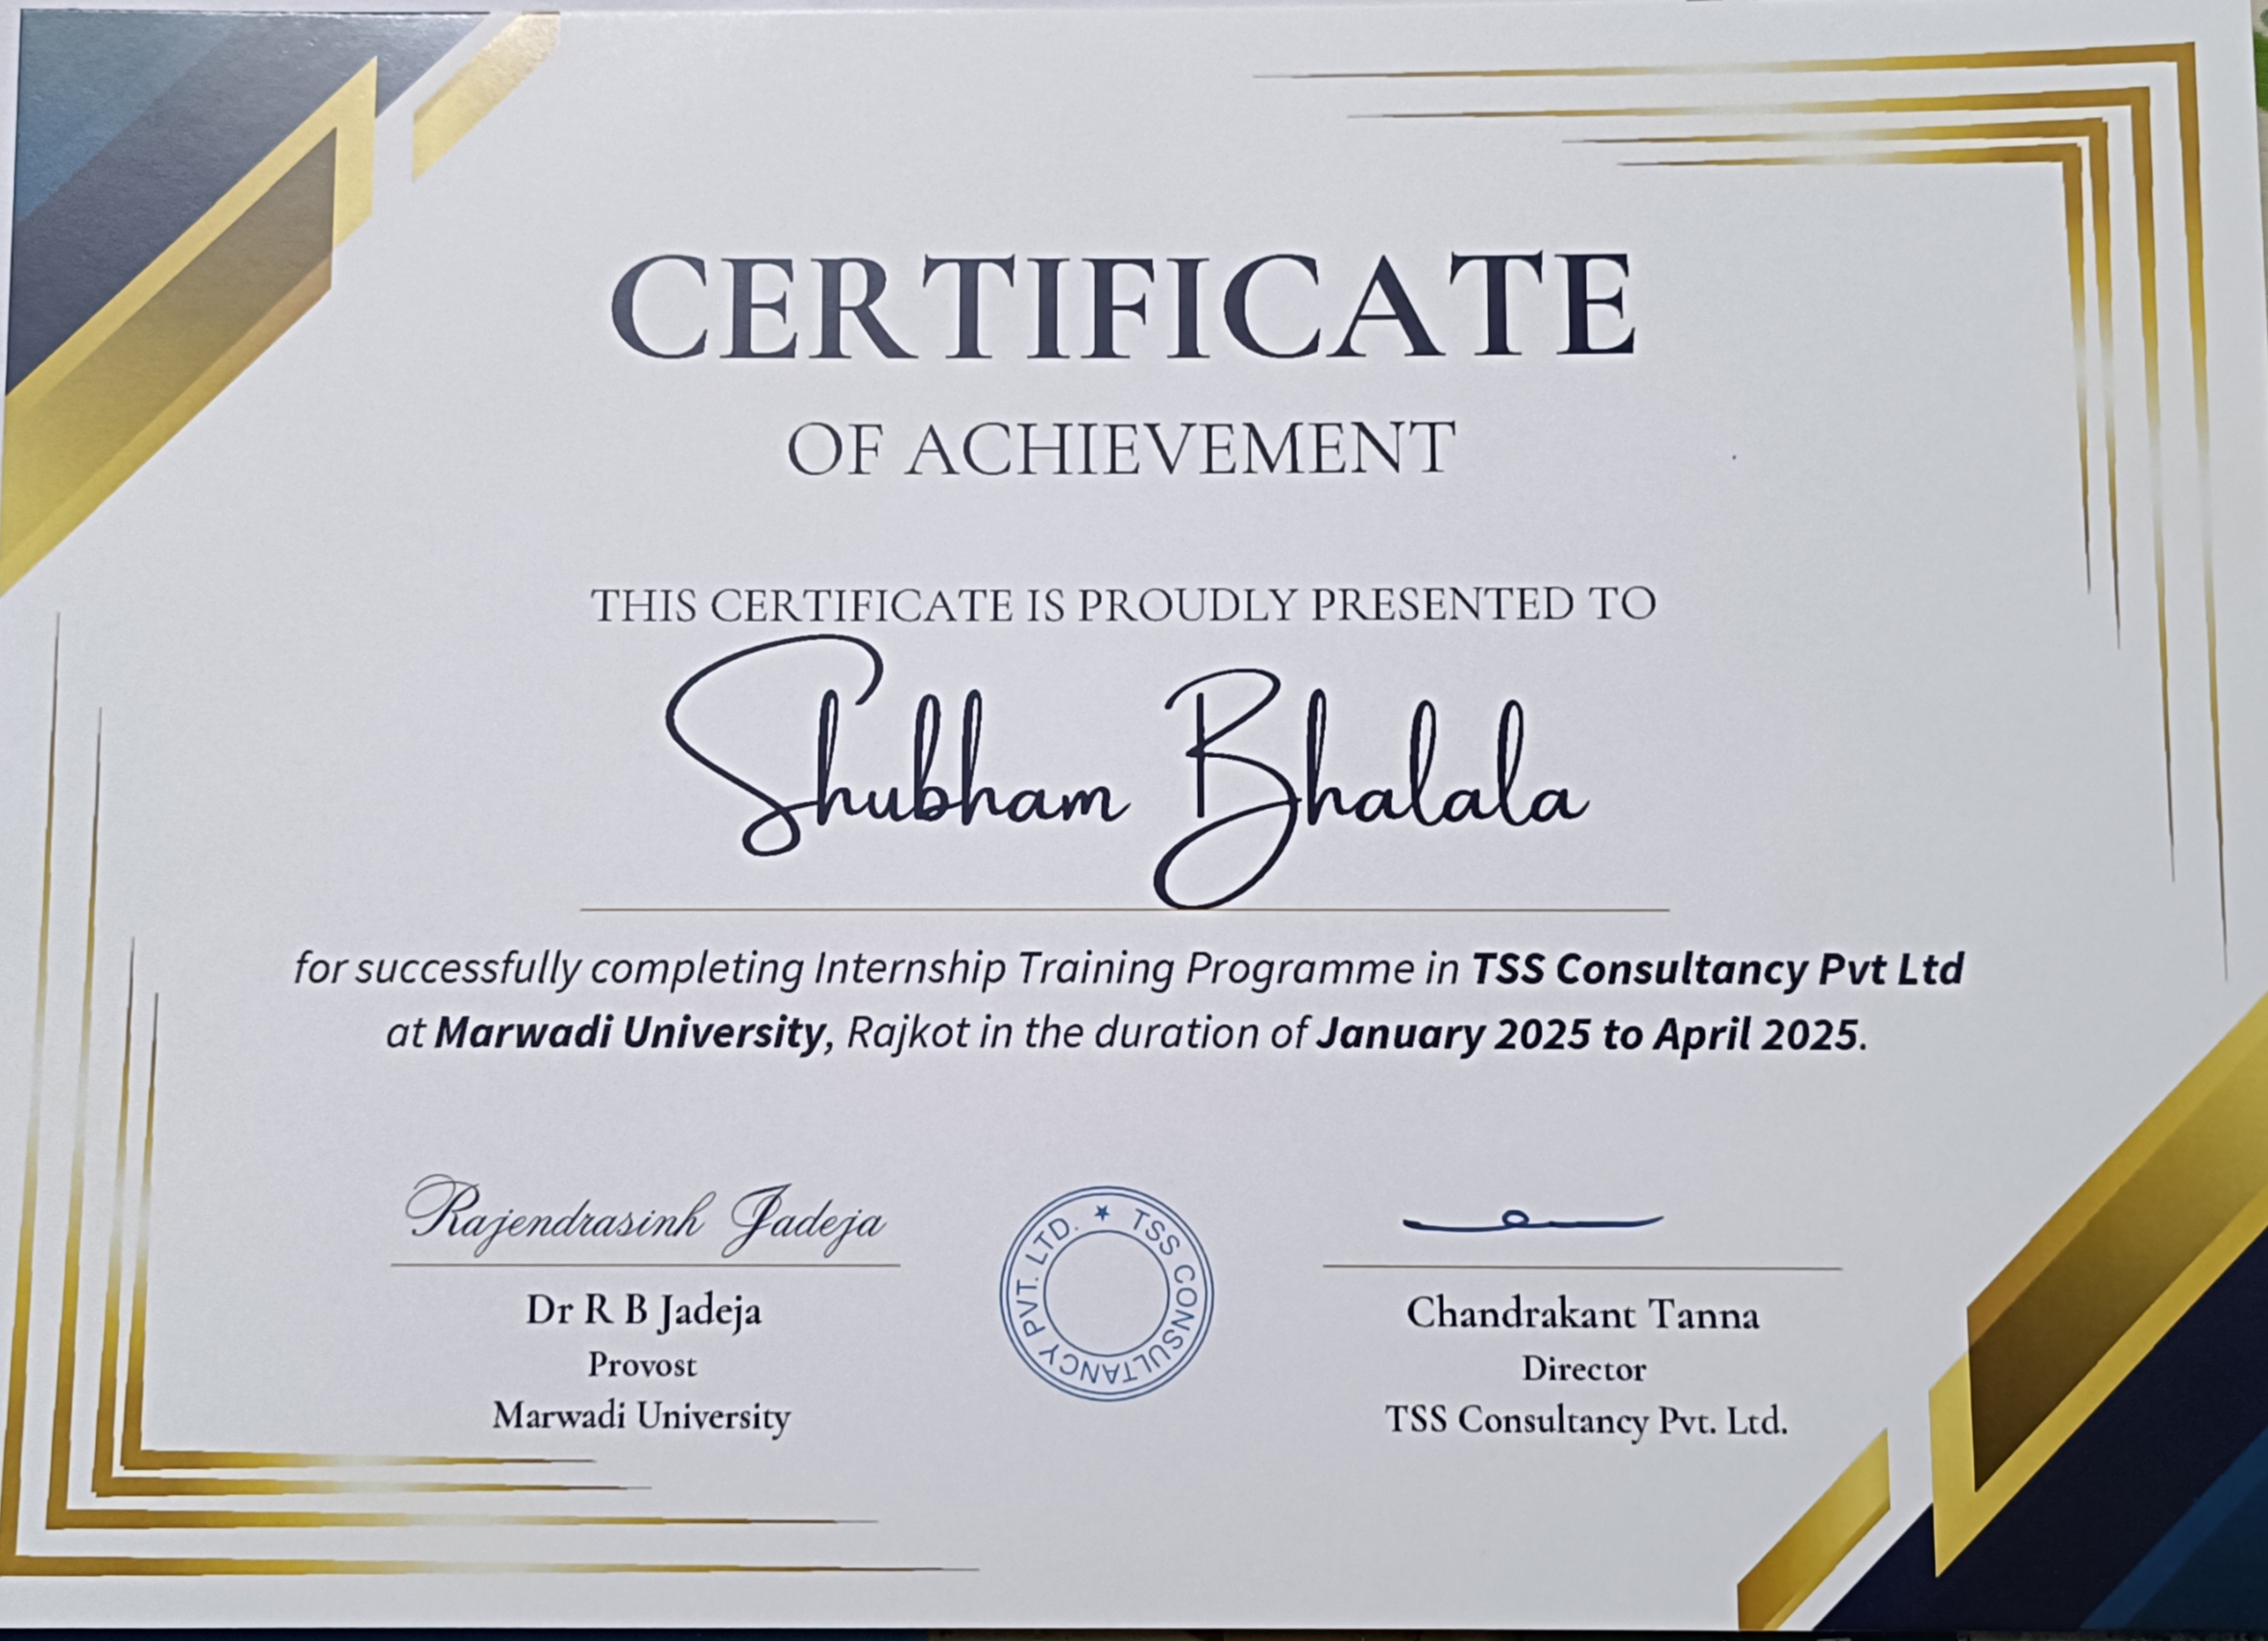 CERTIFICATE
OF ACHIEVEMENT
THIS CERTIFICATE IS PROUDLY PRESENTED TO
Shubham Bhalala
for successfully completing Internship Training Programme in TSS Consultancy Pvt Ltd
at Marwadi University, Rajkot in the duration of January 2025 to April 2025.
Rajendrasinh Jadeja
Dr R B Jadeja
Provost
Marwadi University
★ TSS CONSULTANCY PVT. LTD.
Chandrakant Tanna
Director
TSS Consultancy Pvt. Ltd.